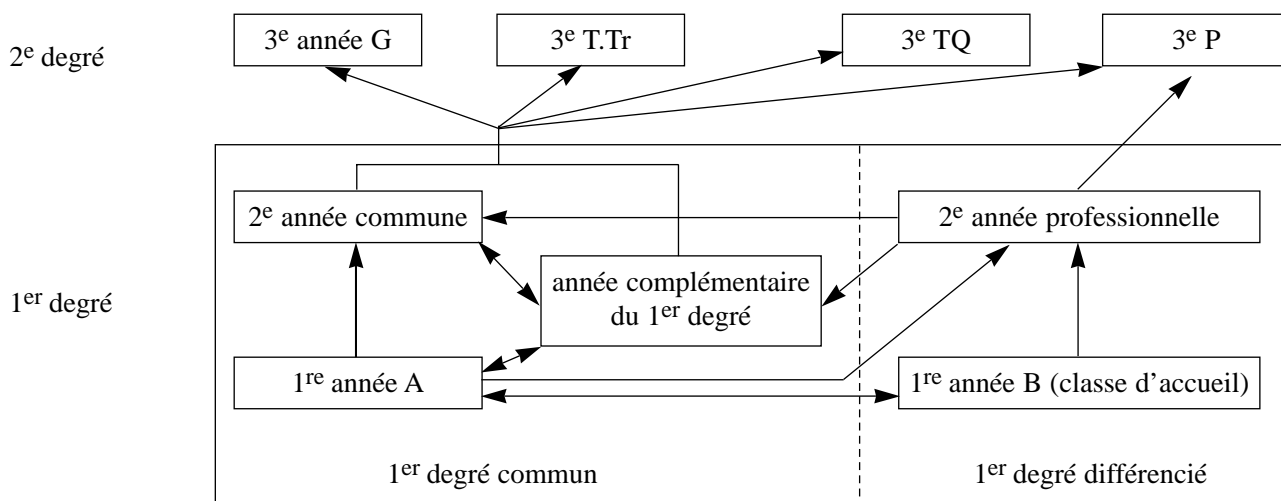 2e degré
3e année G
3e T.Tr
3e TQ
3e P
1er degré
2e année commune
2e année professionnelle
année complémentaire
du 1er degré
1re année A
1re année B (classe d’accueil)
1er degré commun
1er degré différencié